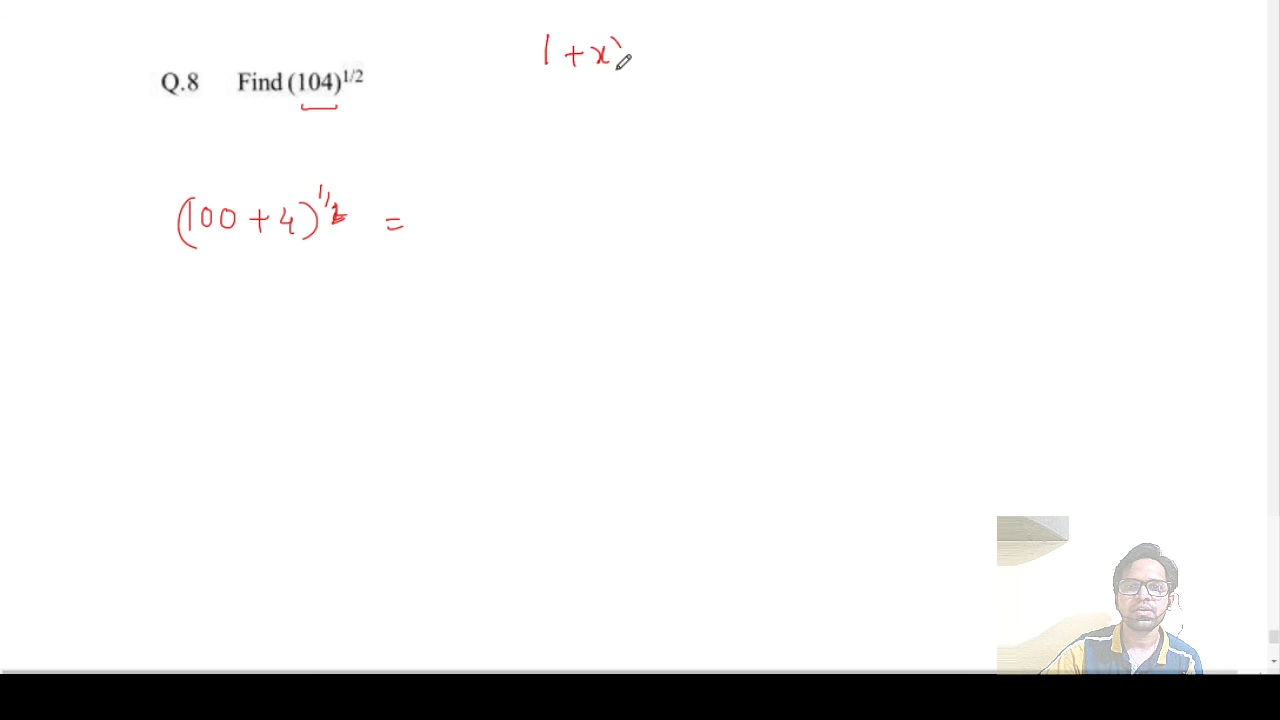 1 + x)
Q.8 Find (104)^{1/2}
(100 + 4)^{1/2} =